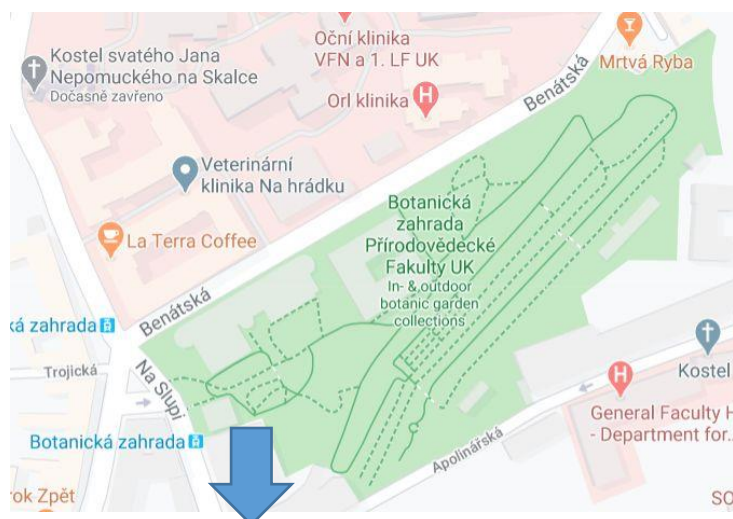 Oční klinika
VFN a 1. LF UK
Mrtvá Ryba
Kostel svatého Jana
Nepomuckého na Skalce
Dočasně zavřeno
Orl klinika
H
Benátská
Veterinární
klinika Na hrádku
Botanická
zahrada
Přírodovědecké
Fakulty UK
In- & outdoor
botanic garden
collections
La Terra Coffee
Benátská
ká zahrada
Trojická
Na Slupi
Kostel
H
General Faculty H
- Department for...
Botanická zahrada
Apolinářská
rok Zpět
SO